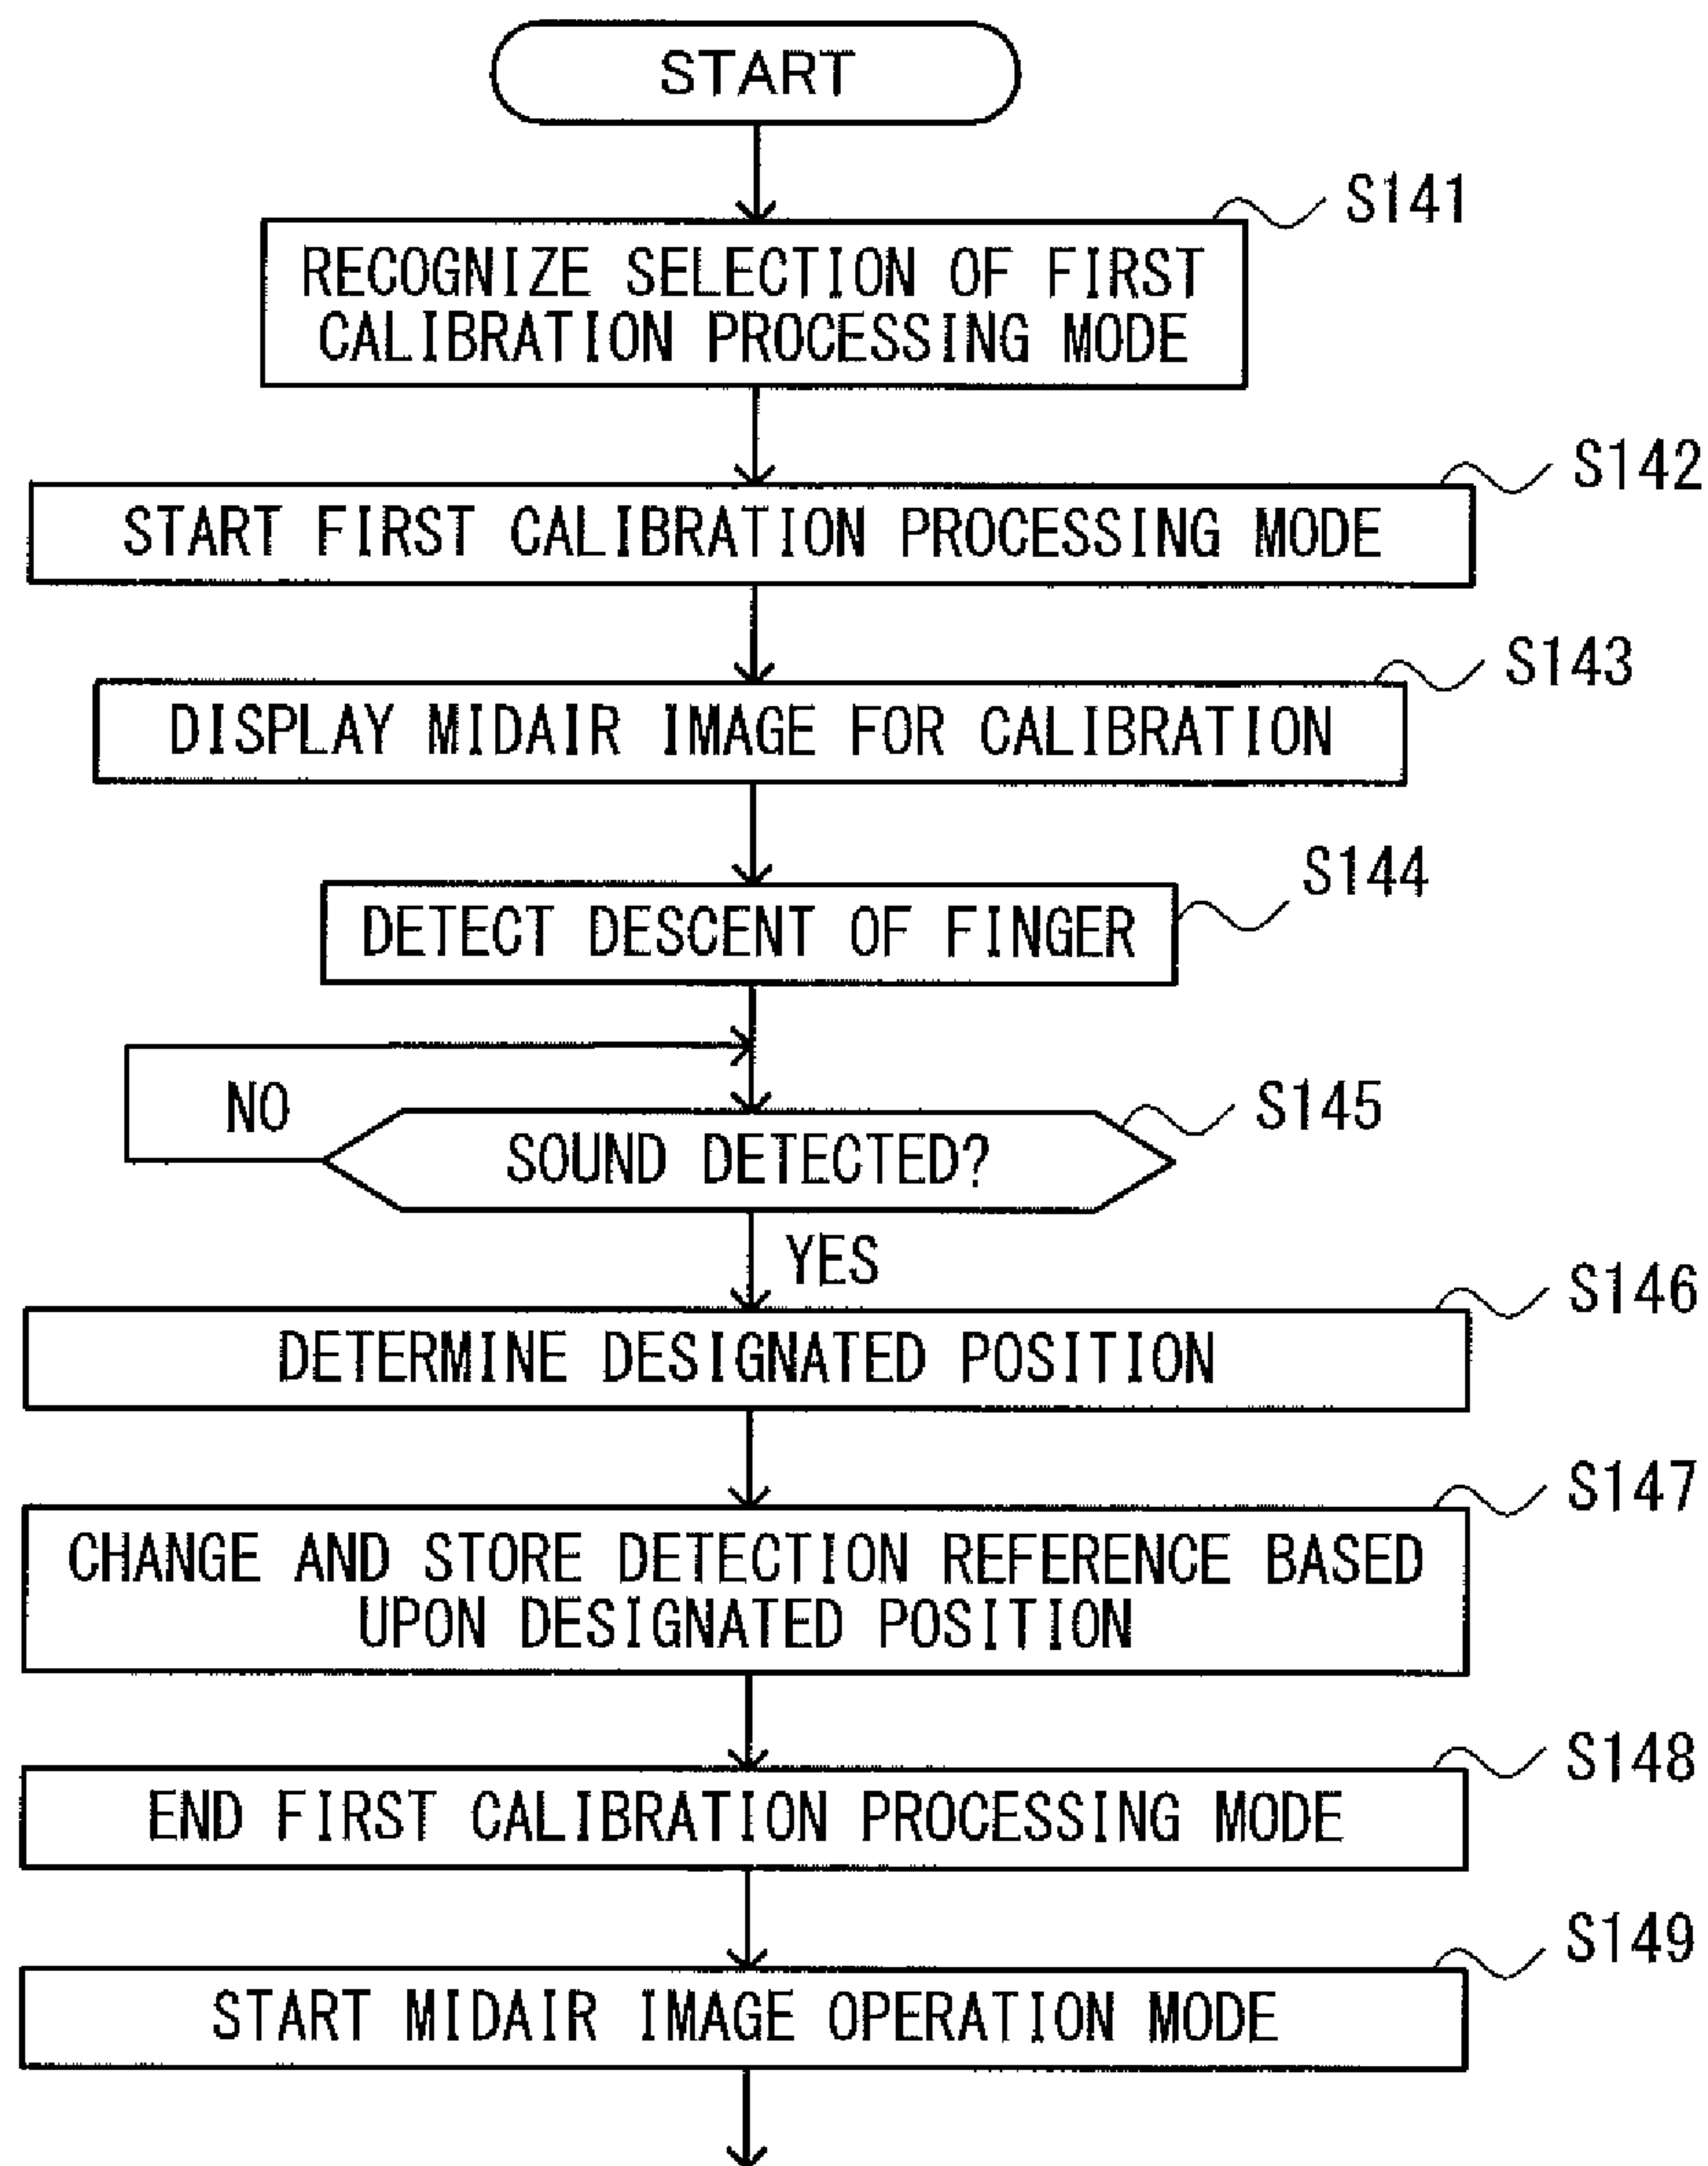 START
S141
RECOGNIZE SELECTION OF FIRST
CALIBRATION PROCESSING MODE
S142
START FIRST CALIBRATION PROCESSING MODE
S143
DISPLAY MIDAIR IMAGE FOR CALIBRATION
S144
DETECT DESCENT OF FINGER
NO
S145
SOUND DETECTED?
YES
S146
DETERMINE DESIGNATED POSITION
S147
CHANGE AND STORE DETECTION REFERENCE BASED
UPON DESIGNATED POSITION
S148
END FIRST CALIBRATION PROCESSING MODE
S149
START MIDAIR IMAGE OPERATION MODE